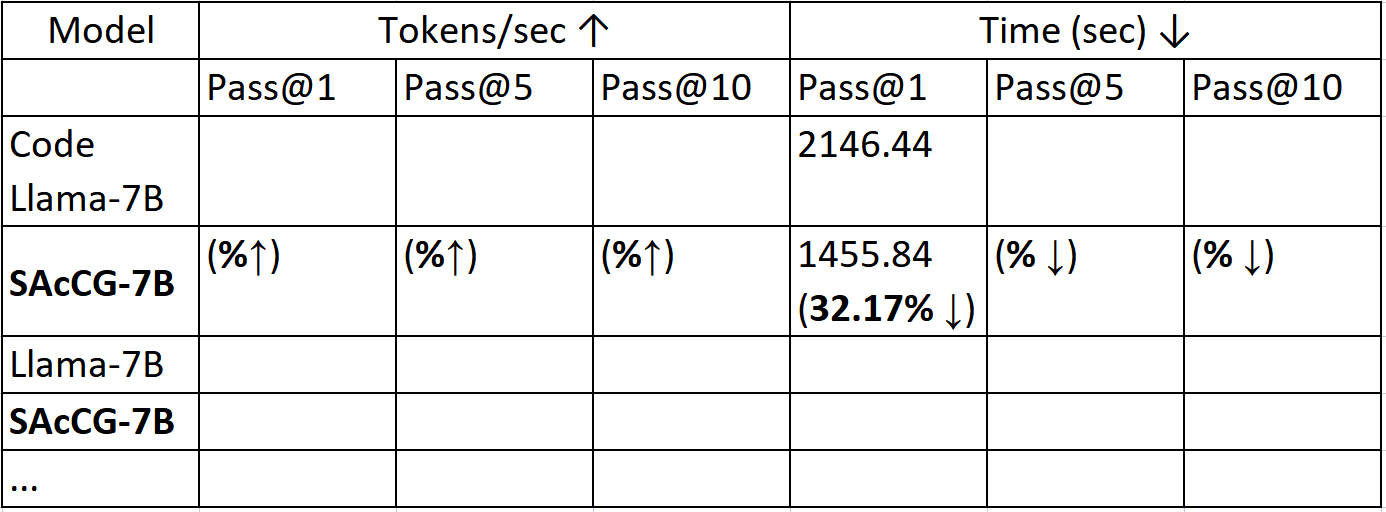 Model Tokens/sec ↑ Time (sec) ↓
Pass@1 Pass@5 Pass@10 Pass@1 Pass@5 Pass@10
Code 2146.44
Llama-7B
SAcCG-7B (%↑) (%↑) (%↑) 1455.84 (% ↓) (% ↓)
(32.17% ↓)
Llama-7B
SAcCG-7B
...